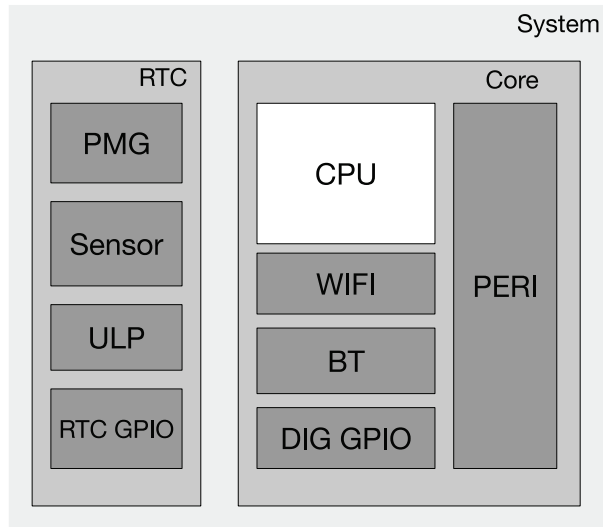 System
RTC
PMG
Sensor
ULP
RTC GPIO
Core
CPU
WIFI
BT
DIG GPIO
PERI